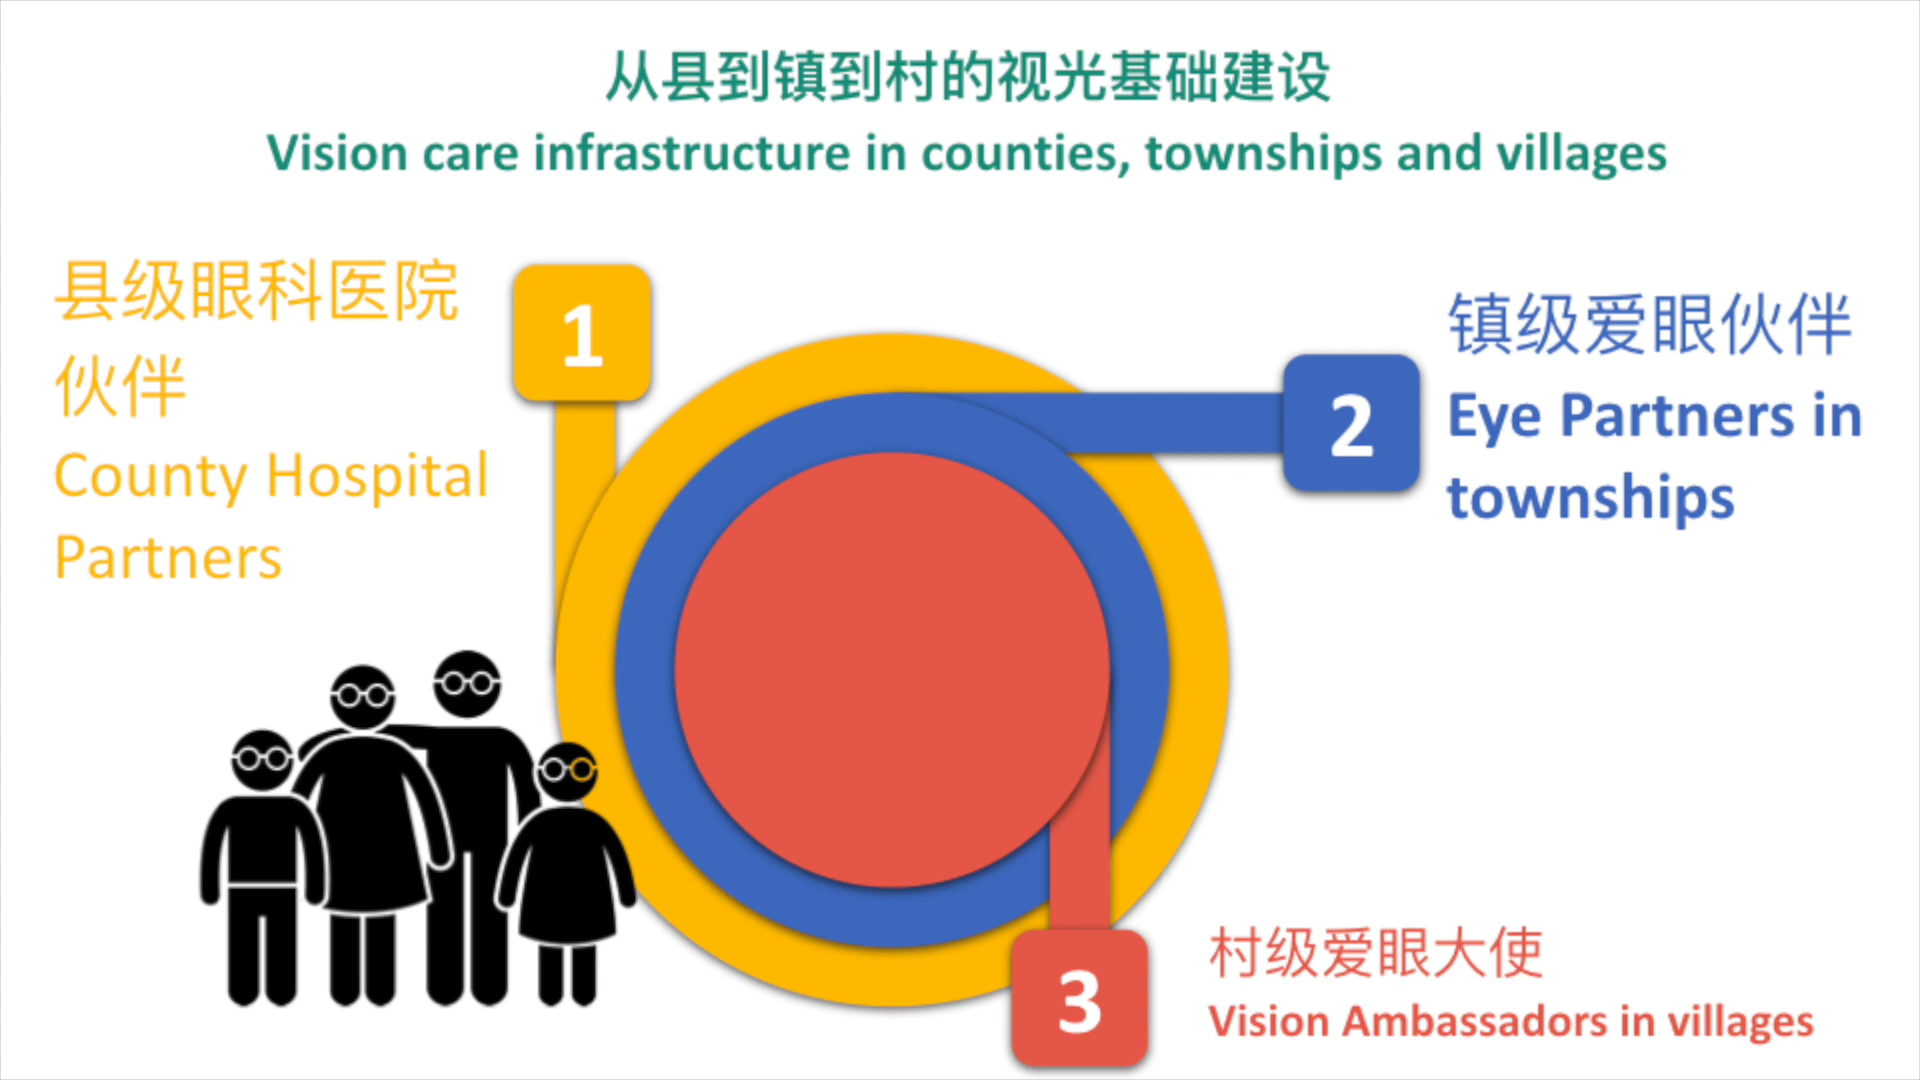 从县到镇到村的视光基础建设
Vision care infrastructure in counties, townships and villages
县级眼科医院
伙伴
County Hospital
Partners
1
2
镇级爱眼伙伴
Eye Partners in
townships
3
村级爱眼大使
Vision Ambassadors in villages